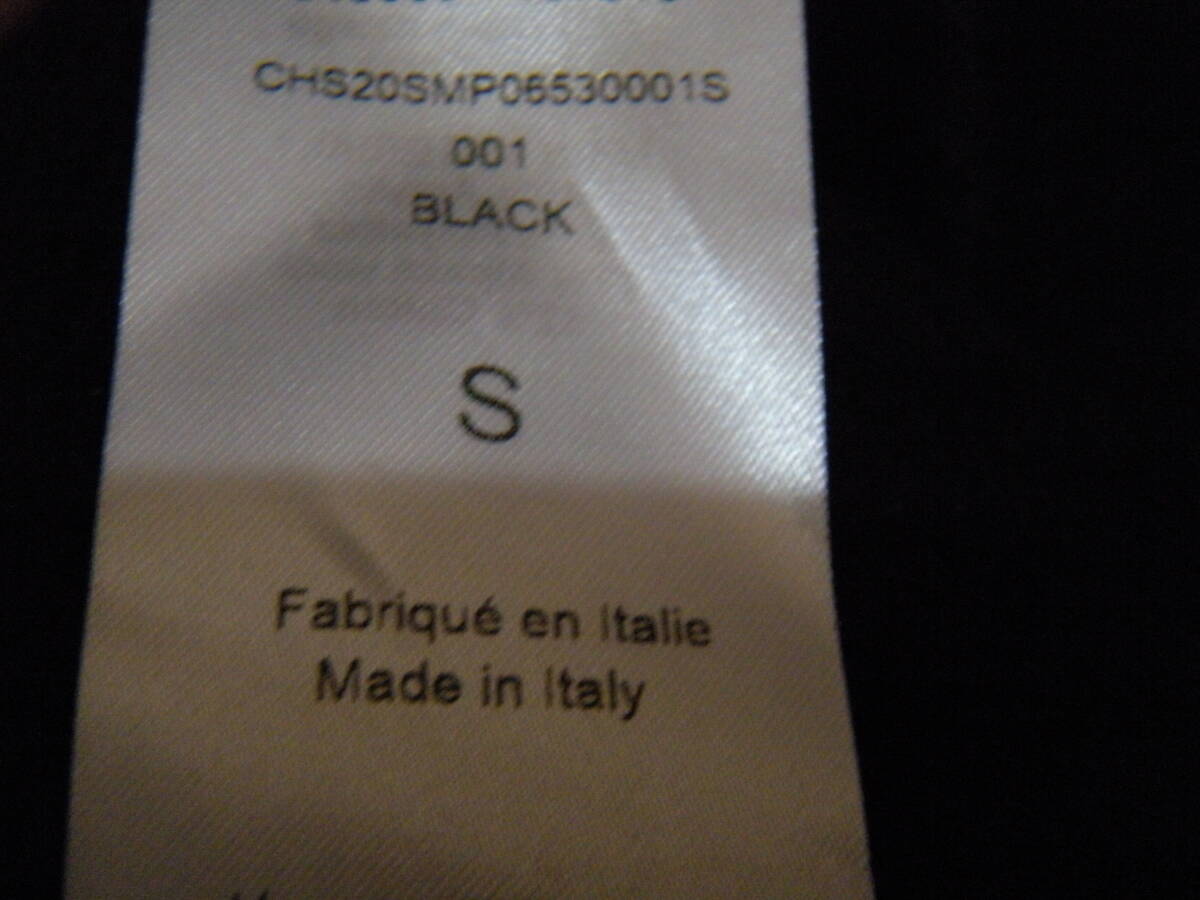 CHS20SMP06530001S
001
BLACK
S
Fabriqué en Italie
Made in Italy